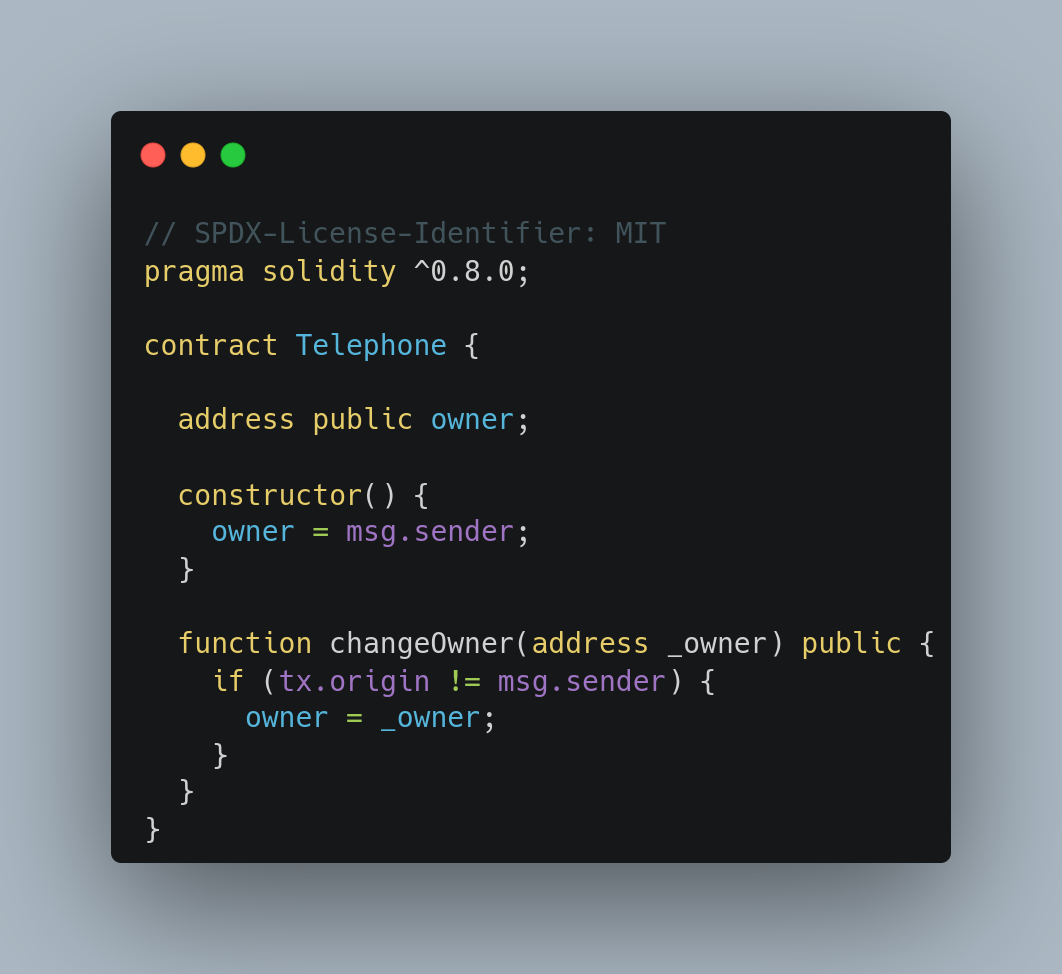 // SPDX-License-Identifier: MIT
pragma solidity ^0.8.0;
contract Telephone {
address public owner;
constructor() {
owner = msg.sender;
}
function changeOwner(address _owner) public {
if (tx.origin != msg.sender) {
owner = _owner;
}
}
}